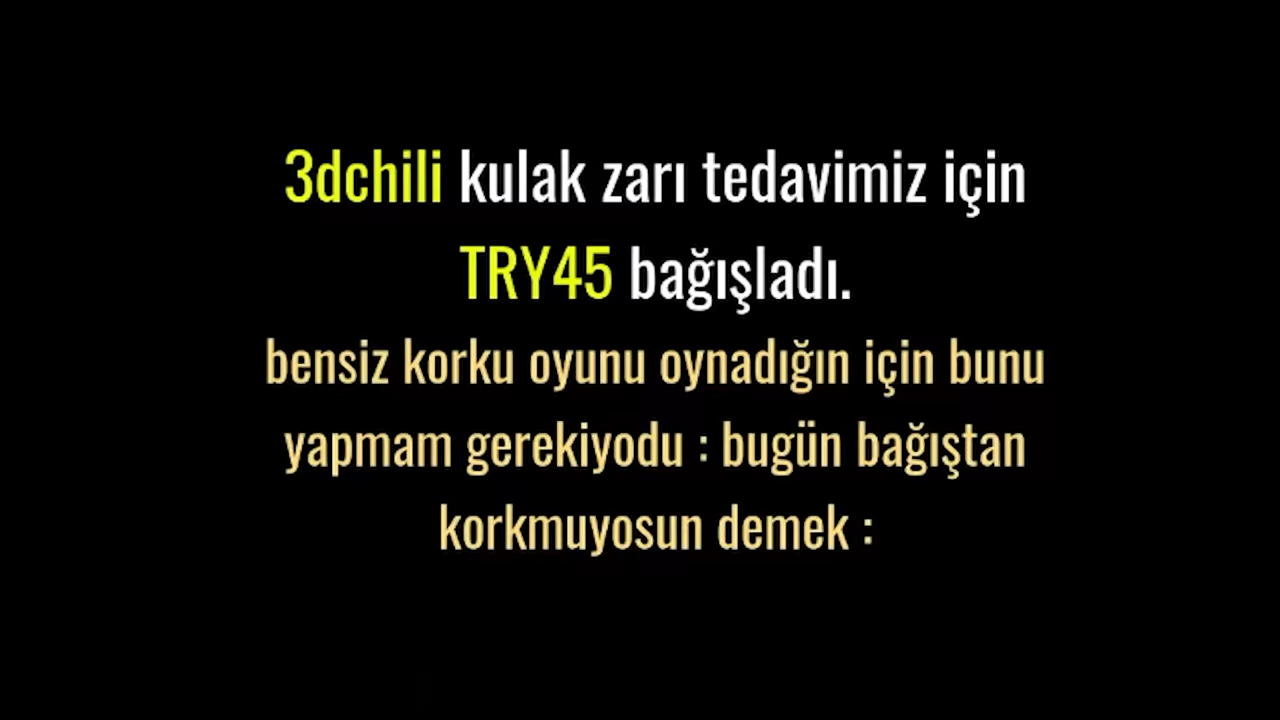 3dchili kulak zarı tedavimiz için
TRY45 bağışladı.
bensiz korku oyunu oynadığın için bunu
yapmam gerekiyodu : bugün bağıştan
korkmuyosun demek :